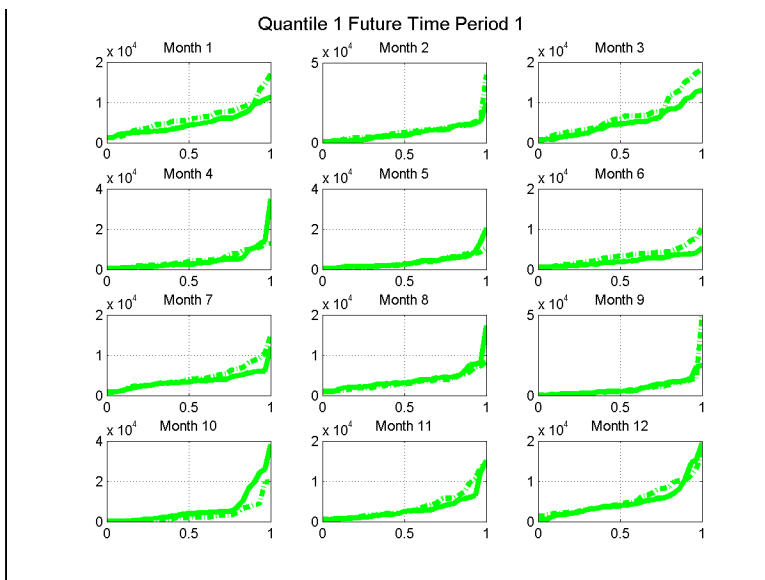 Quantile 1 Future Time Period 1
x 10^4 Month 1
2
1
0
0 0.5 1
x 10^4 Month 2
5
0
0 0.5 1
x 10^4 Month 3
2
1
0
0 0.5 1
x 10^4 Month 4
4
2
0
0 0.5 1
x 10^4 Month 5
4
2
0
0 0.5 1
x 10^4 Month 6
2
1
0
0 0.5 1
x 10^4 Month 7
2
1
0
0 0.5 1
x 10^4 Month 8
2
1
0
0 0.5 1
x 10^4 Month 9
5
0
0 0.5 1
x 10^4 Month 10
4
2
0
0 0.5 1
x 10^4 Month 11
2
1
0
0 0.5 1
x 10^4 Month 12
2
1
0
0 0.5 1